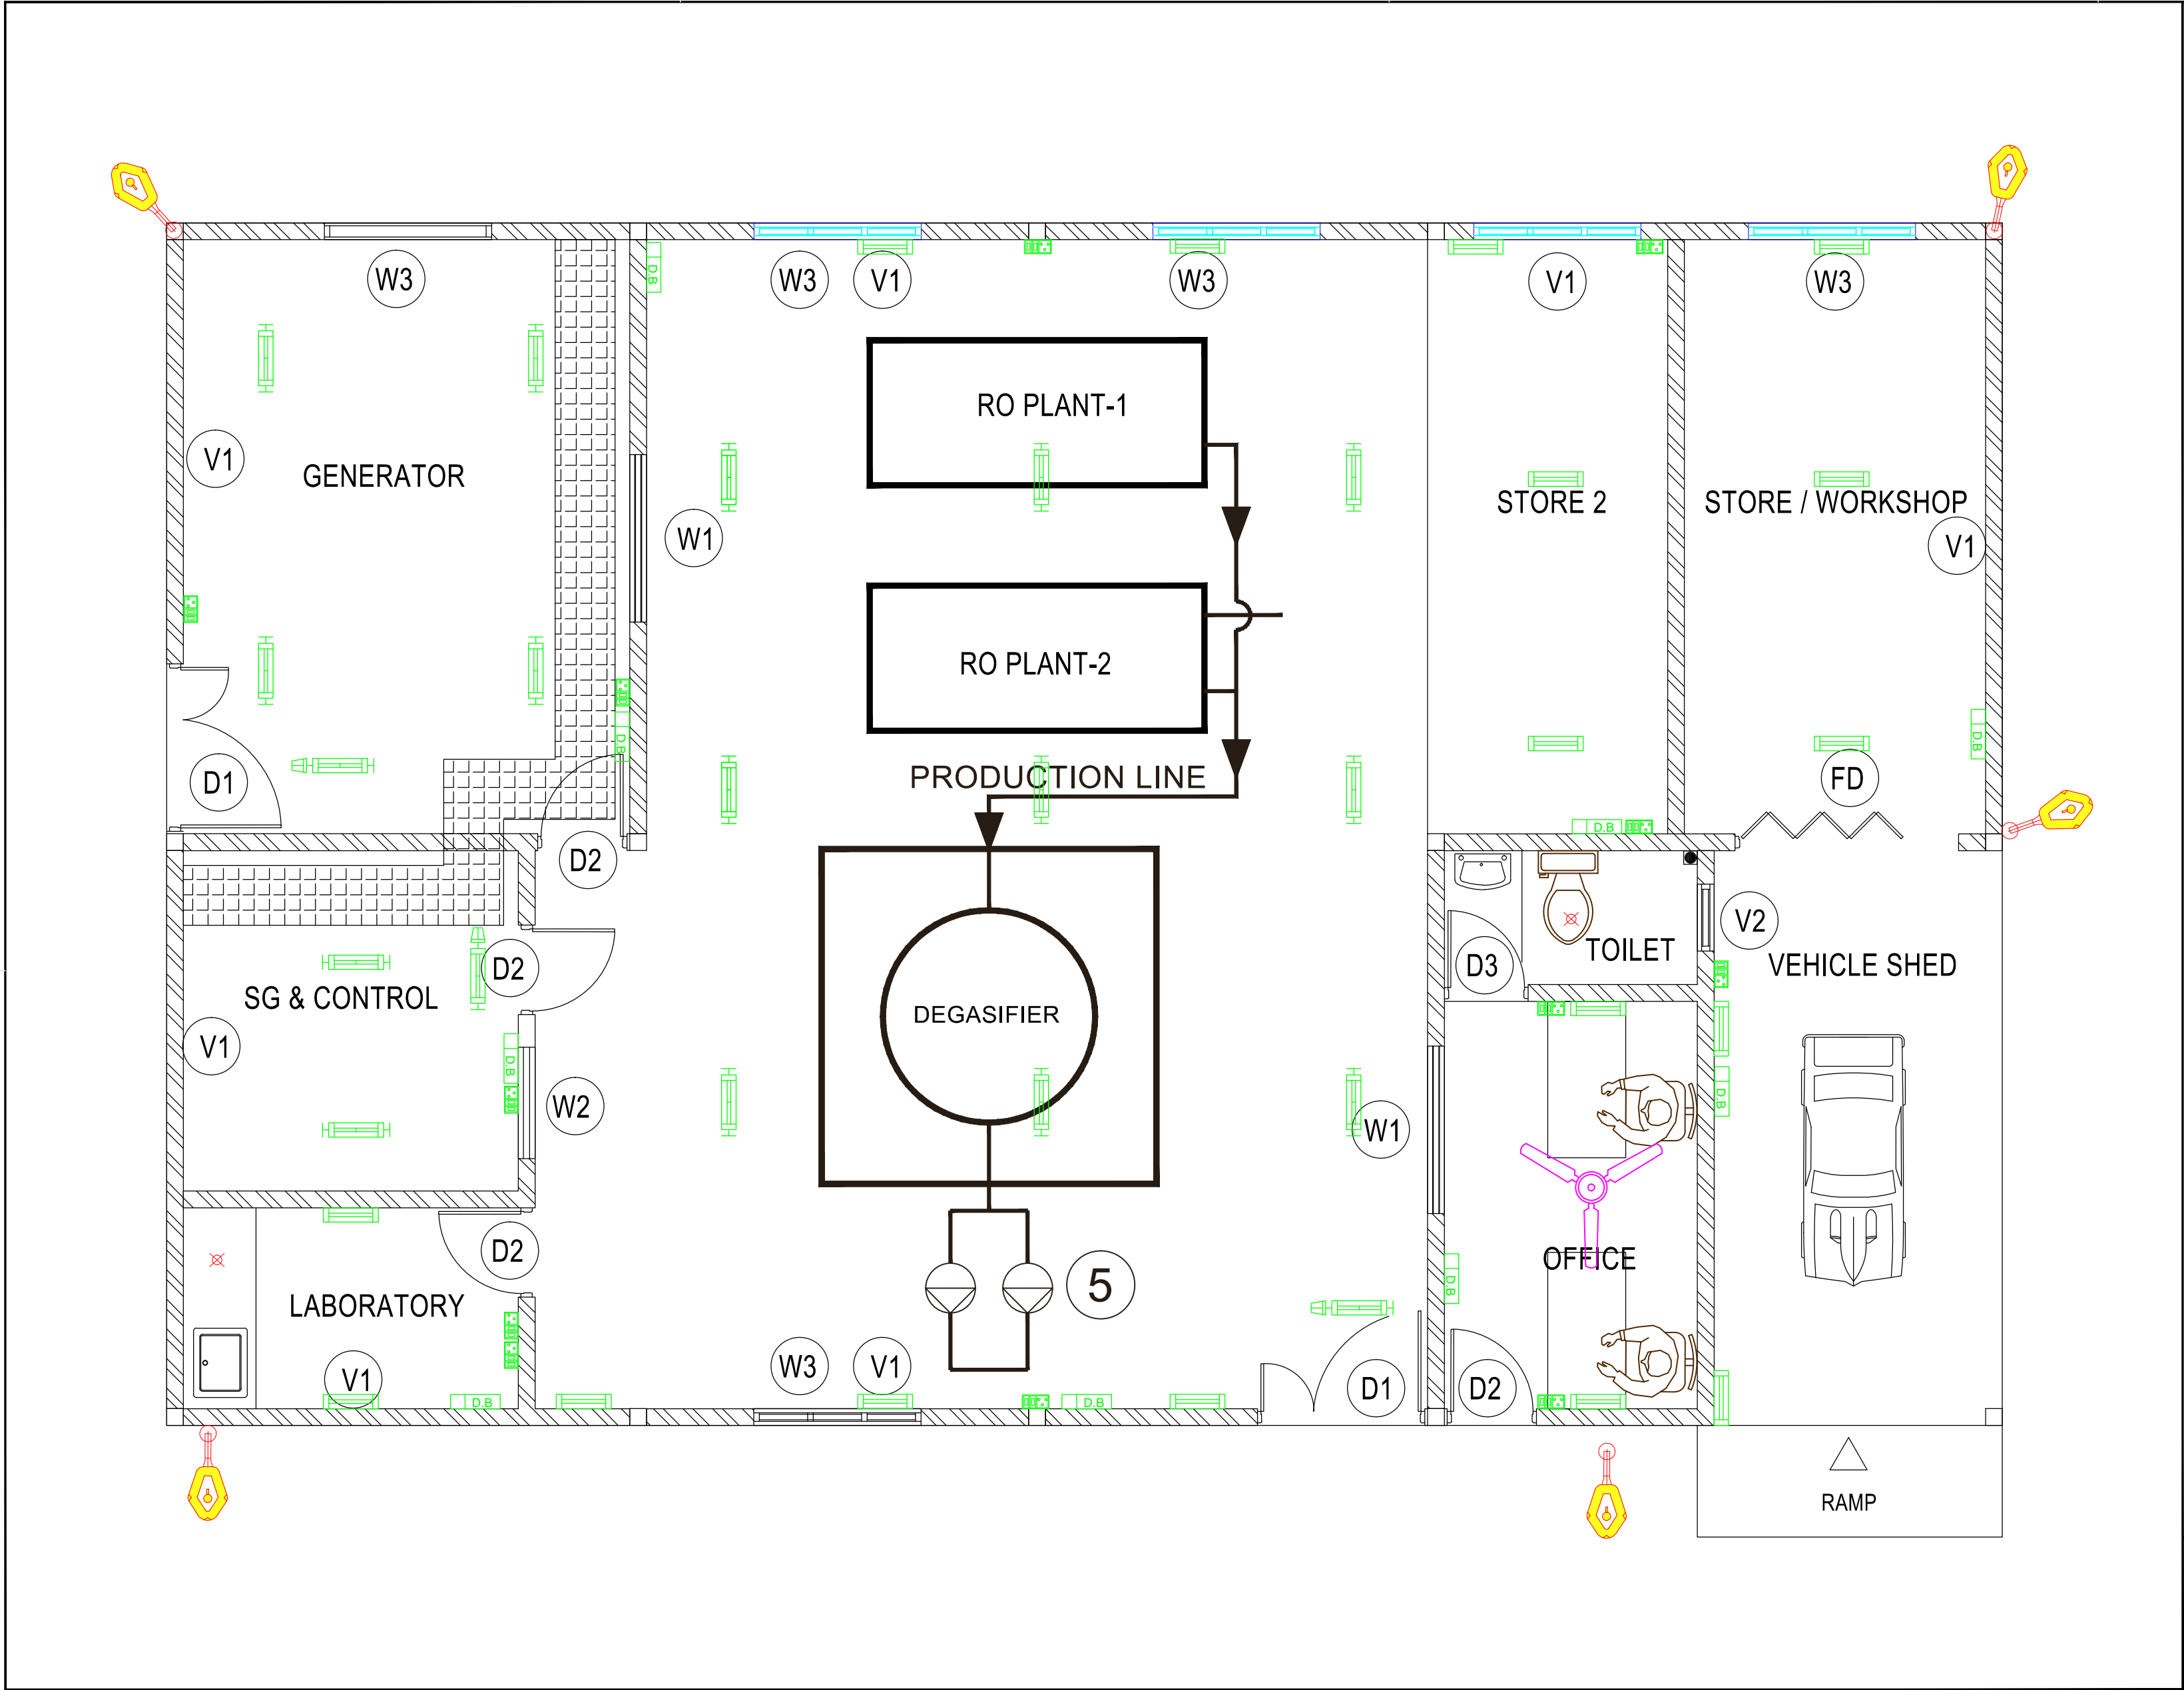 W3
W3
V1
W3
V1
W3
D.B
RO PLANT-1
V1
GENERATOR
STORE 2
STORE / WORKSHOP
W1
V1
RO PLANT-2
D.B
D.B
D1
PRODUCTION LINE
FD
D.B
D2
V2
D2
D3
TOILET
VEHICLE SHED
SG & CONTROL
DEGASIFIER
V1
D.B
D.B
W2
W1
D2
OFFICE
5
D.B
LABORATORY
W3
V1
V1
D1
D2
D.B
D.B
RAMP